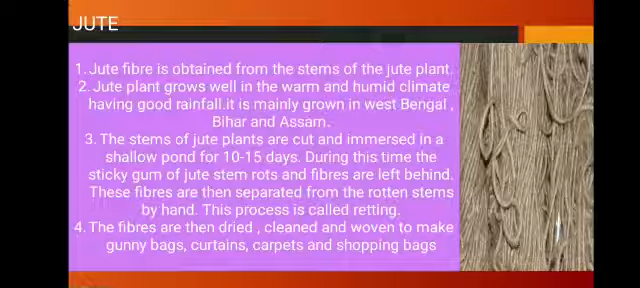 JUTE
1. Jute fibre is obtained from the stems of the jute plant.
2. Jute plant grows well in the warm and humid climate
having good rainfall.it is mainly grown in west Bengal ,
Bihar and Assam.
3. The stems of jute plants are cut and immersed in a
shallow pond for 10-15 days. During this time the
sticky gum of jute stem rots and fibres are left behind.
These fibres are then separated from the rotten stems
by hand. This process is called retting.
4. The fibres are then dried , cleaned and woven to make
gunny bags, curtains, carpets and shopping bags